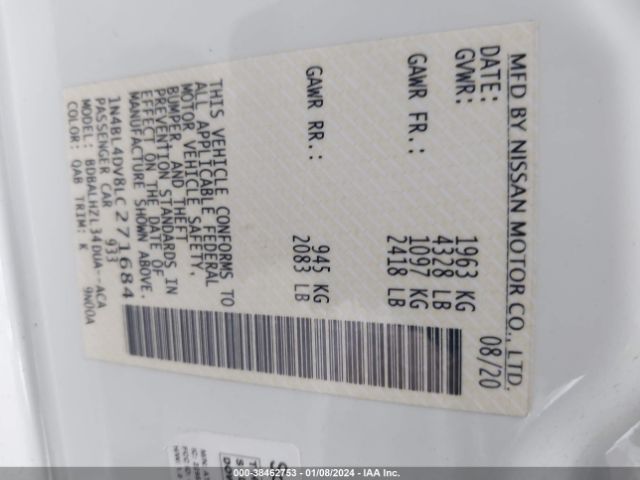 MFD BY NISSAN MOTOR CO., LTD.
DATE: 08/20
GVWR: 1963 KG
4328 LB
GAWR FR.: 1097 KG
2418 LB
GAWR RR.: 945 KG
2083 LB
THIS VEHICLE CONFORMS TO
ALL APPLICABLE FEDERAL
MOTOR VEHICLE SAFETY,
BUMPER AND THEFT
PREVENTION STANDARDS IN
EFFECT ON THE DATE OF
MANUFACTURE SHOWN ABOVE.
1N4BL4DV8LC271684
PASSENGER CAR 933
MODEL: BDBALHZL34DUA--ACA
COLOR: QAB TRIM: K 9N00A
000-38462753 - 01/08/2024 - IAAI.com